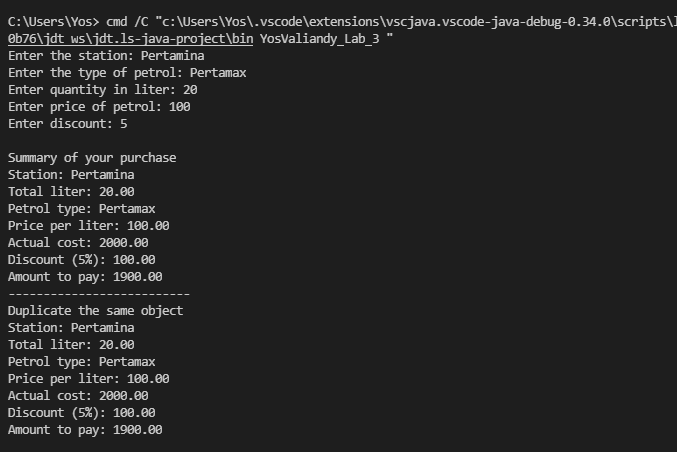 C:\Users\Yos> cmd /C "c:\Users\Yos\.vscode\extensions\vscjava.vscode-java-debug-0.34.0\scripts\l
0b76\jdt_ws\jdt.ls-java-project\bin YosValiandy_Lab_3 "
Enter the station: Pertamina
Enter the type of petrol: Pertamax
Enter quantity in liter: 20
Enter price of petrol: 100
Enter discount: 5
Summary of your purchase
Station: Pertamina
Total liter: 20.00
Petrol type: Pertamax
Price per liter: 100.00
Actual cost: 2000.00
Discount (5%): 100.00
Amount to pay: 1900.00
--------------------------
Duplicate the same object
Station: Pertamina
Total liter: 20.00
Petrol type: Pertamax
Price per liter: 100.00
Actual cost: 2000.00
Discount (5%): 100.00
Amount to pay: 1900.00